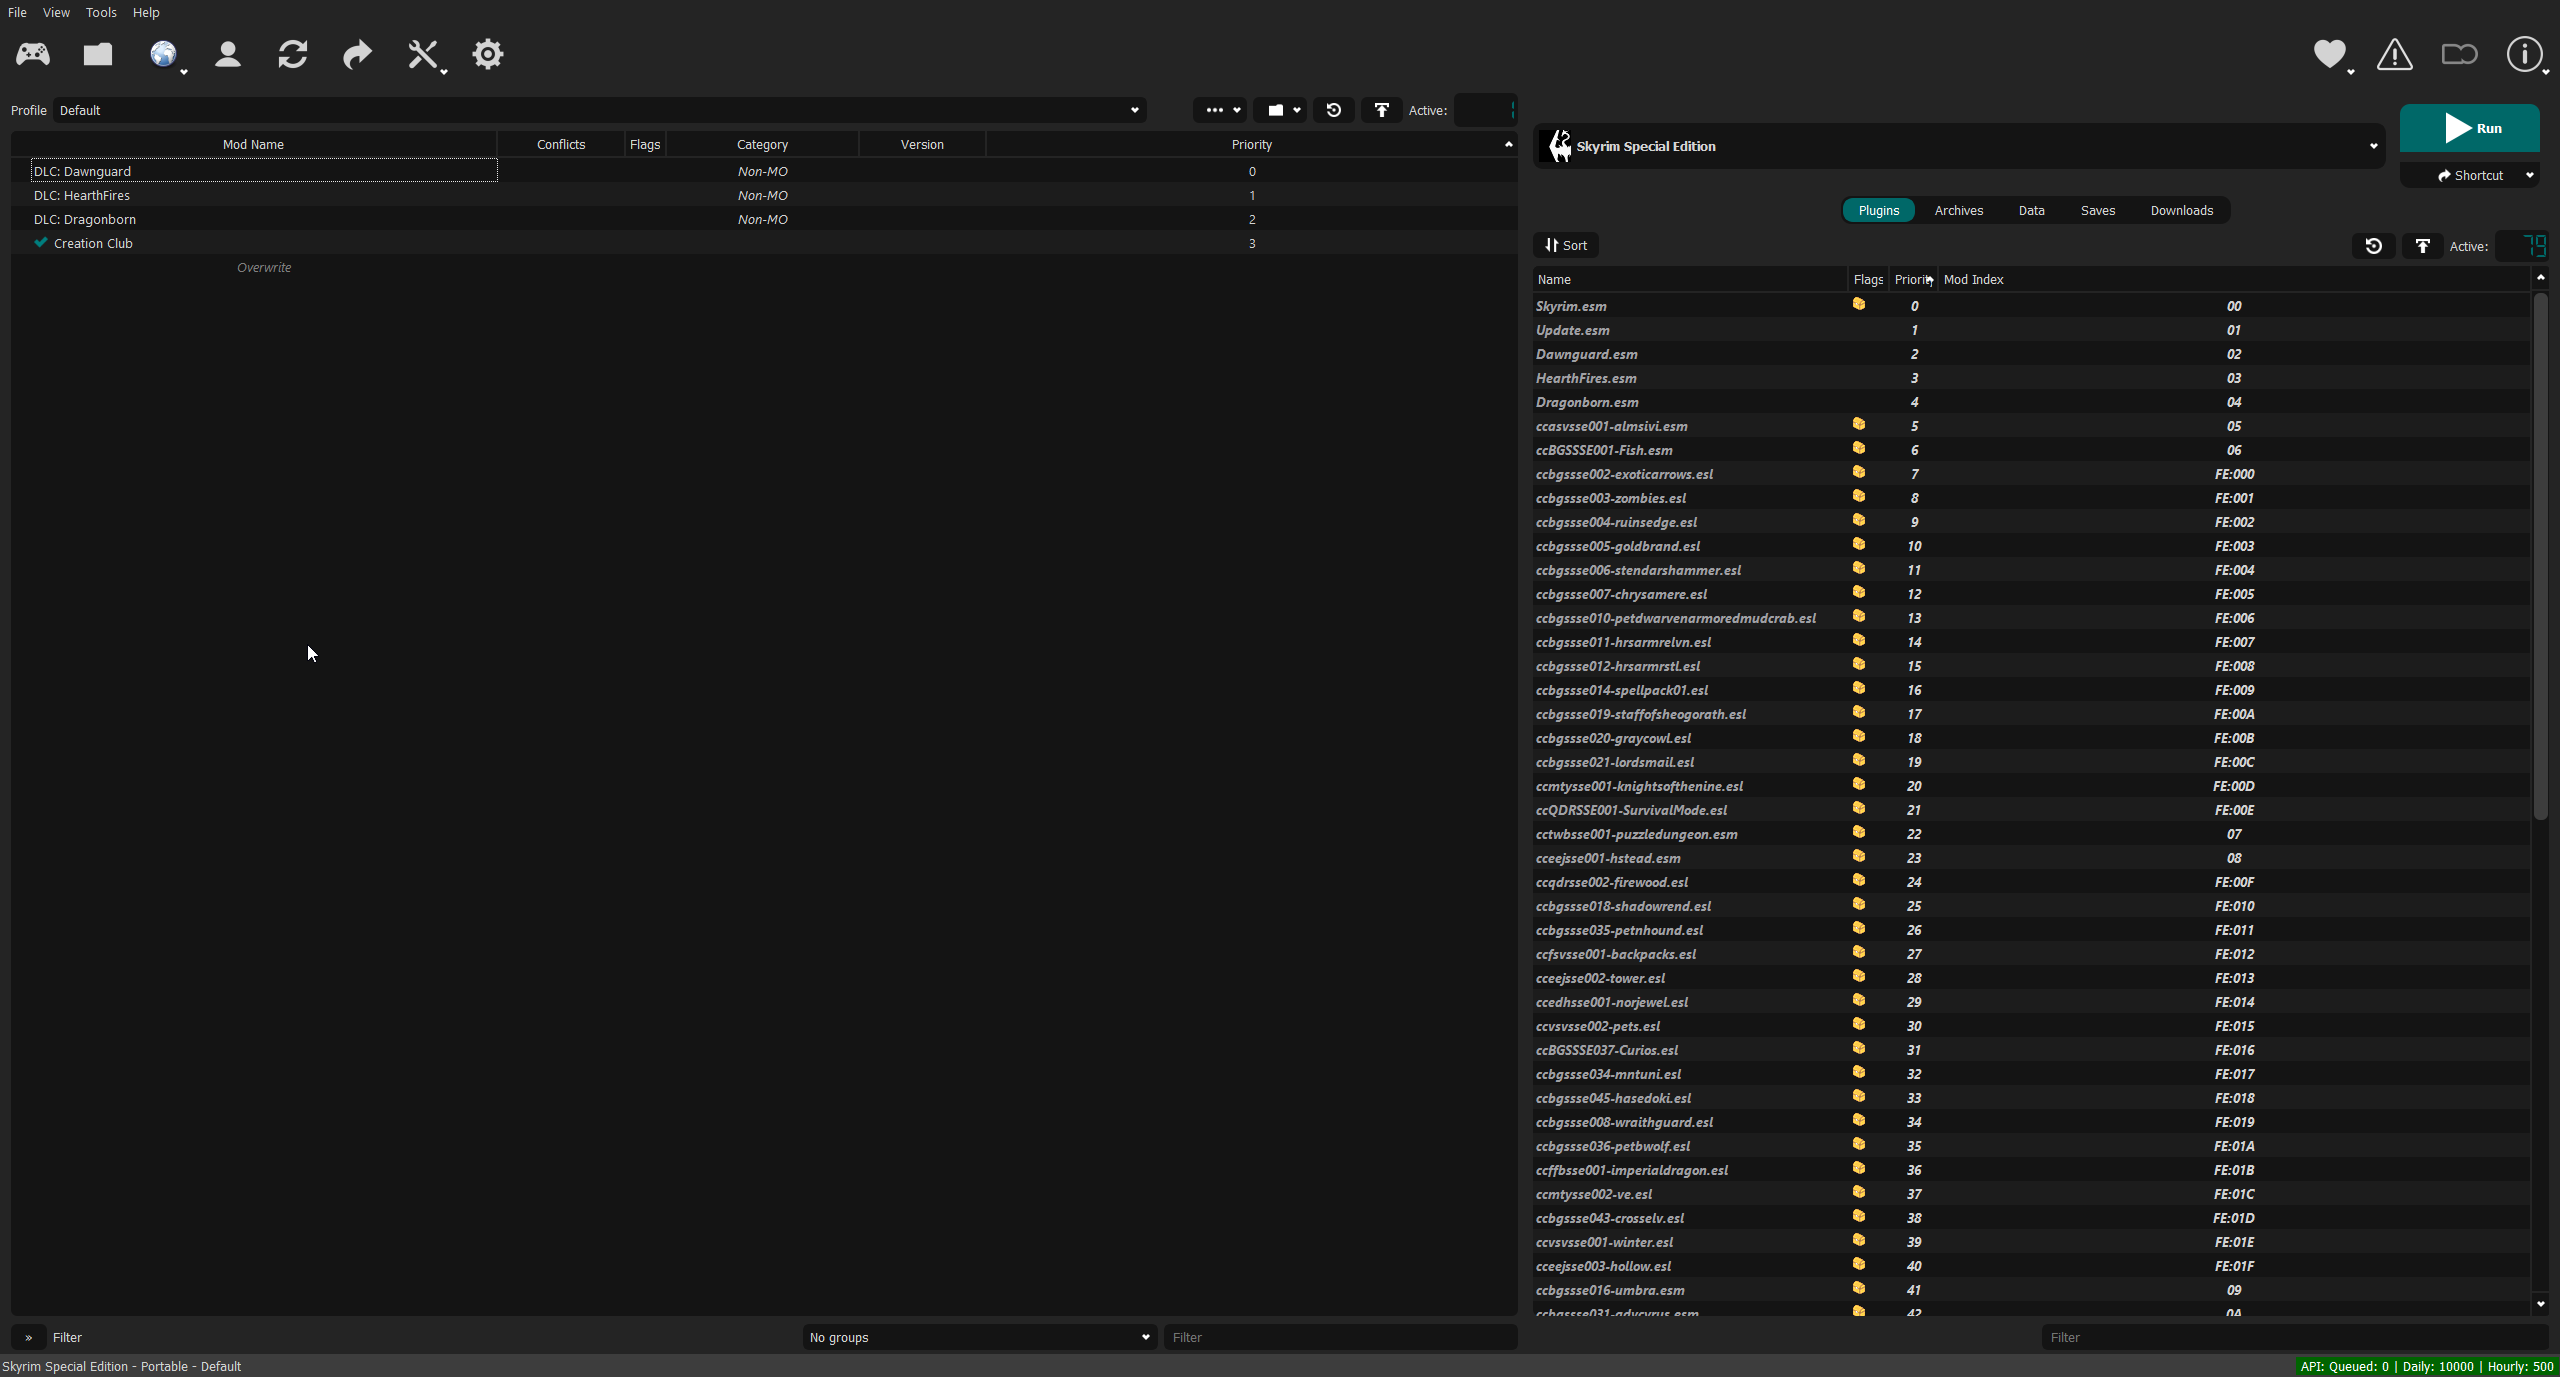 File View Tools Help
Profile Default Active: 1
Mod Name Conflicts Flags Category Version Priority
DLC: Dawnguard Non-MO 0
DLC: HearthFires Non-MO 1
DLC: Dragonborn Non-MO 2
Creation Club 3
Overwrite
» Filter No groups Filter
Skyrim Special Edition
Run
Shortcut
Plugins Archives Data Saves Downloads
Sort Active: 79
Name Flags Priority Mod Index
Skyrim.esm 0 00
Update.esm 1 01
Dawnguard.esm 2 02
HearthFires.esm 3 03
Dragonborn.esm 4 04
ccasvsse001-almsivi.esm 5 05
ccBGSSSE001-Fish.esm 6 06
ccbgssse002-exoticarrows.esl 7 FE:000
ccbgssse003-zombies.esl 8 FE:001
ccbgssse004-ruinsedge.esl 9 FE:002
ccbgssse005-goldbrand.esl 10 FE:003
ccbgssse006-stendarshammer.esl 11 FE:004
ccbgssse007-chrysamere.esl 12 FE:005
ccbgssse010-petdwarvenarmoredmudcrab.esl 13 FE:006
ccbgssse011-hrsarmrelvn.esl 14 FE:007
ccbgssse012-hrsarmrstl.esl 15 FE:008
ccbgssse014-spellpack01.esl 16 FE:009
ccbgssse019-staffofsheogorath.esl 17 FE:00A
ccbgssse020-graycowl.esl 18 FE:00B
ccbgssse021-lordsmail.esl 19 FE:00C
ccmtysse001-knightsofthenine.esl 20 FE:00D
ccQDRSSE001-SurvivalMode.esl 21 FE:00E
cctwbsse001-puzzledungeon.esm 22 07
cceejsse001-hstead.esm 23 08
ccqdrsse002-firewood.esl 24 FE:00F
ccbgssse018-shadowrend.esl 25 FE:010
ccbgssse035-petnhound.esl 26 FE:011
ccfsvsse001-backpacks.esl 27 FE:012
cceejsse002-tower.esl 28 FE:013
ccedhsse001-norjewel.esl 29 FE:014
ccvsvsse002-pets.esl 30 FE:015
ccBGSSSE037-Curios.esl 31 FE:016
ccbgssse034-mntuni.esl 32 FE:017
ccbgssse045-hasedoki.esl 33 FE:018
ccbgssse008-wraithguard.esl 34 FE:019
ccbgssse036-petbwolf.esl 35 FE:01A
ccffbsse001-imperialdragon.esl 36 FE:01B
ccmtysse002-ve.esl 37 FE:01C
ccbgssse043-crosselv.esl 38 FE:01D
ccvsvsse001-winter.esl 39 FE:01E
cceejsse003-hollow.esl 40 FE:01F
ccbgssse016-umbra.esm 41 09
ccbgssse031-advcyrus.esm 42 0A
Filter
Skyrim Special Edition - Portable - Default API: Queued: 0 | Daily: 10000 | Hourly: 500